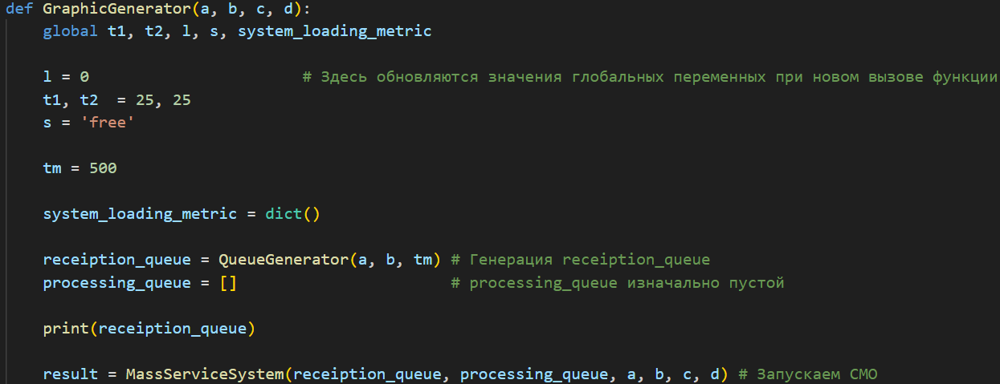 def GraphicGenerator(a, b, c, d):
    global t1, t2, l, s, system_loading_metric
    l = 0                       # Здесь обновляются значения глобальных переменных при новом вызове функции
    t1, t2  = 25, 25
    s = 'free'
    tm = 500
    system_loading_metric = dict()
    receiption_queue = QueueGenerator(a, b, tm) # Генерация receiption_queue
    processing_queue = []                       # processing_queue изначально пустой
    print(receiption_queue)
    result = MassServiceSystem(receiption_queue, processing_queue, a, b, c, d) # Запускаем СМО